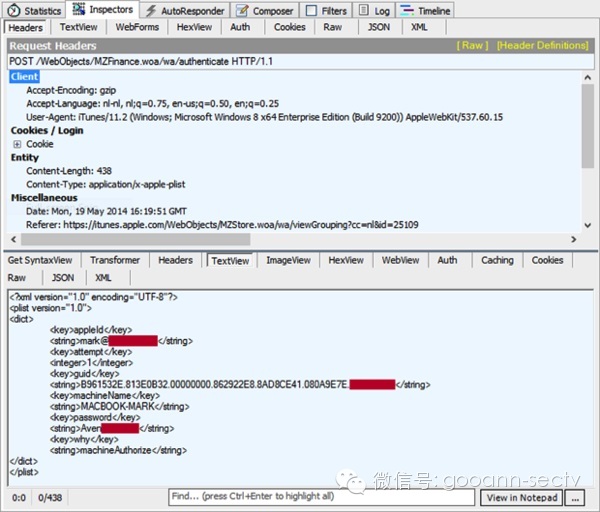 Statistics Inspectors AutoResponder Composer Filters Log Timeline
Headers TextView WebForms HexView Auth Cookies Raw JSON XML
Request Headers [ Raw ] [Header Definitions]
POST /WebObjects/MZFinance.woa/wa/authenticate HTTP/1.1
Client
Accept-Encoding: gzip
Accept-Language: nl-nl, nl;q=0.75, en-us;q=0.50, en;q=0.25
User-Agent: iTunes/11.2 (Windows; Microsoft Windows 8 x64 Enterprise Edition (Build 9200)) AppleWebKit/537.60.15
Cookies / Login
Cookie
Entity
Content-Length: 438
Content-Type: application/x-apple-plist
Miscellaneous
Date: Mon, 19 May 2014 16:19:51 GMT
Referer: https://itunes.apple.com/WebObjects/MZStore.woa/wa/viewGrouping?cc=nl&id=25109
Get SyntaxView Transformer Headers TextView ImageView HexView WebView Auth Caching Cookies
Raw JSON XML
<?xml version="1.0" encoding="UTF-8"?>
<plist version="1.0">
<dict>
<key>appleId</key>
<string>mark@ </string>
<key>attempt</key>
<integer>1</integer>
<key>guid</key>
<string>B961532E.813E0B32.00000000.862922E8.8AD8CE41.080A9E7E. </string>
<key>machineName</key>
<string>MACBOOK-MARK</string>
<key>password</key>
<string>Aven </string>
<key>why</key>
<string>machineAuthorize</string>
</dict>
</plist>
微信号: gooann-sectv
0:0 0/438 Find... (press Ctrl+Enter to highlight all) View in Notepad ...